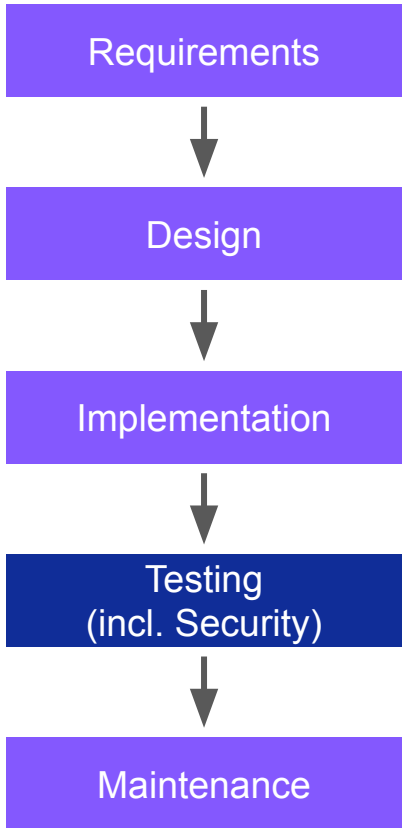 Requirements
Design
Implementation
Testing
(incl. Security)
Maintenance